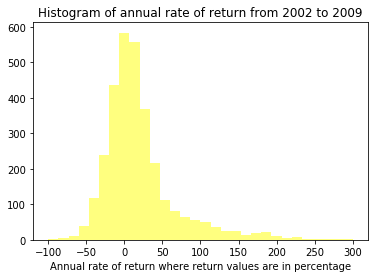 Histogram of annual rate of return from 2002 to 2009
600
500
400
300
200
100
0
−100 −50 0 50 100 150 200 250 300
Annual rate of return where return values are in percentage